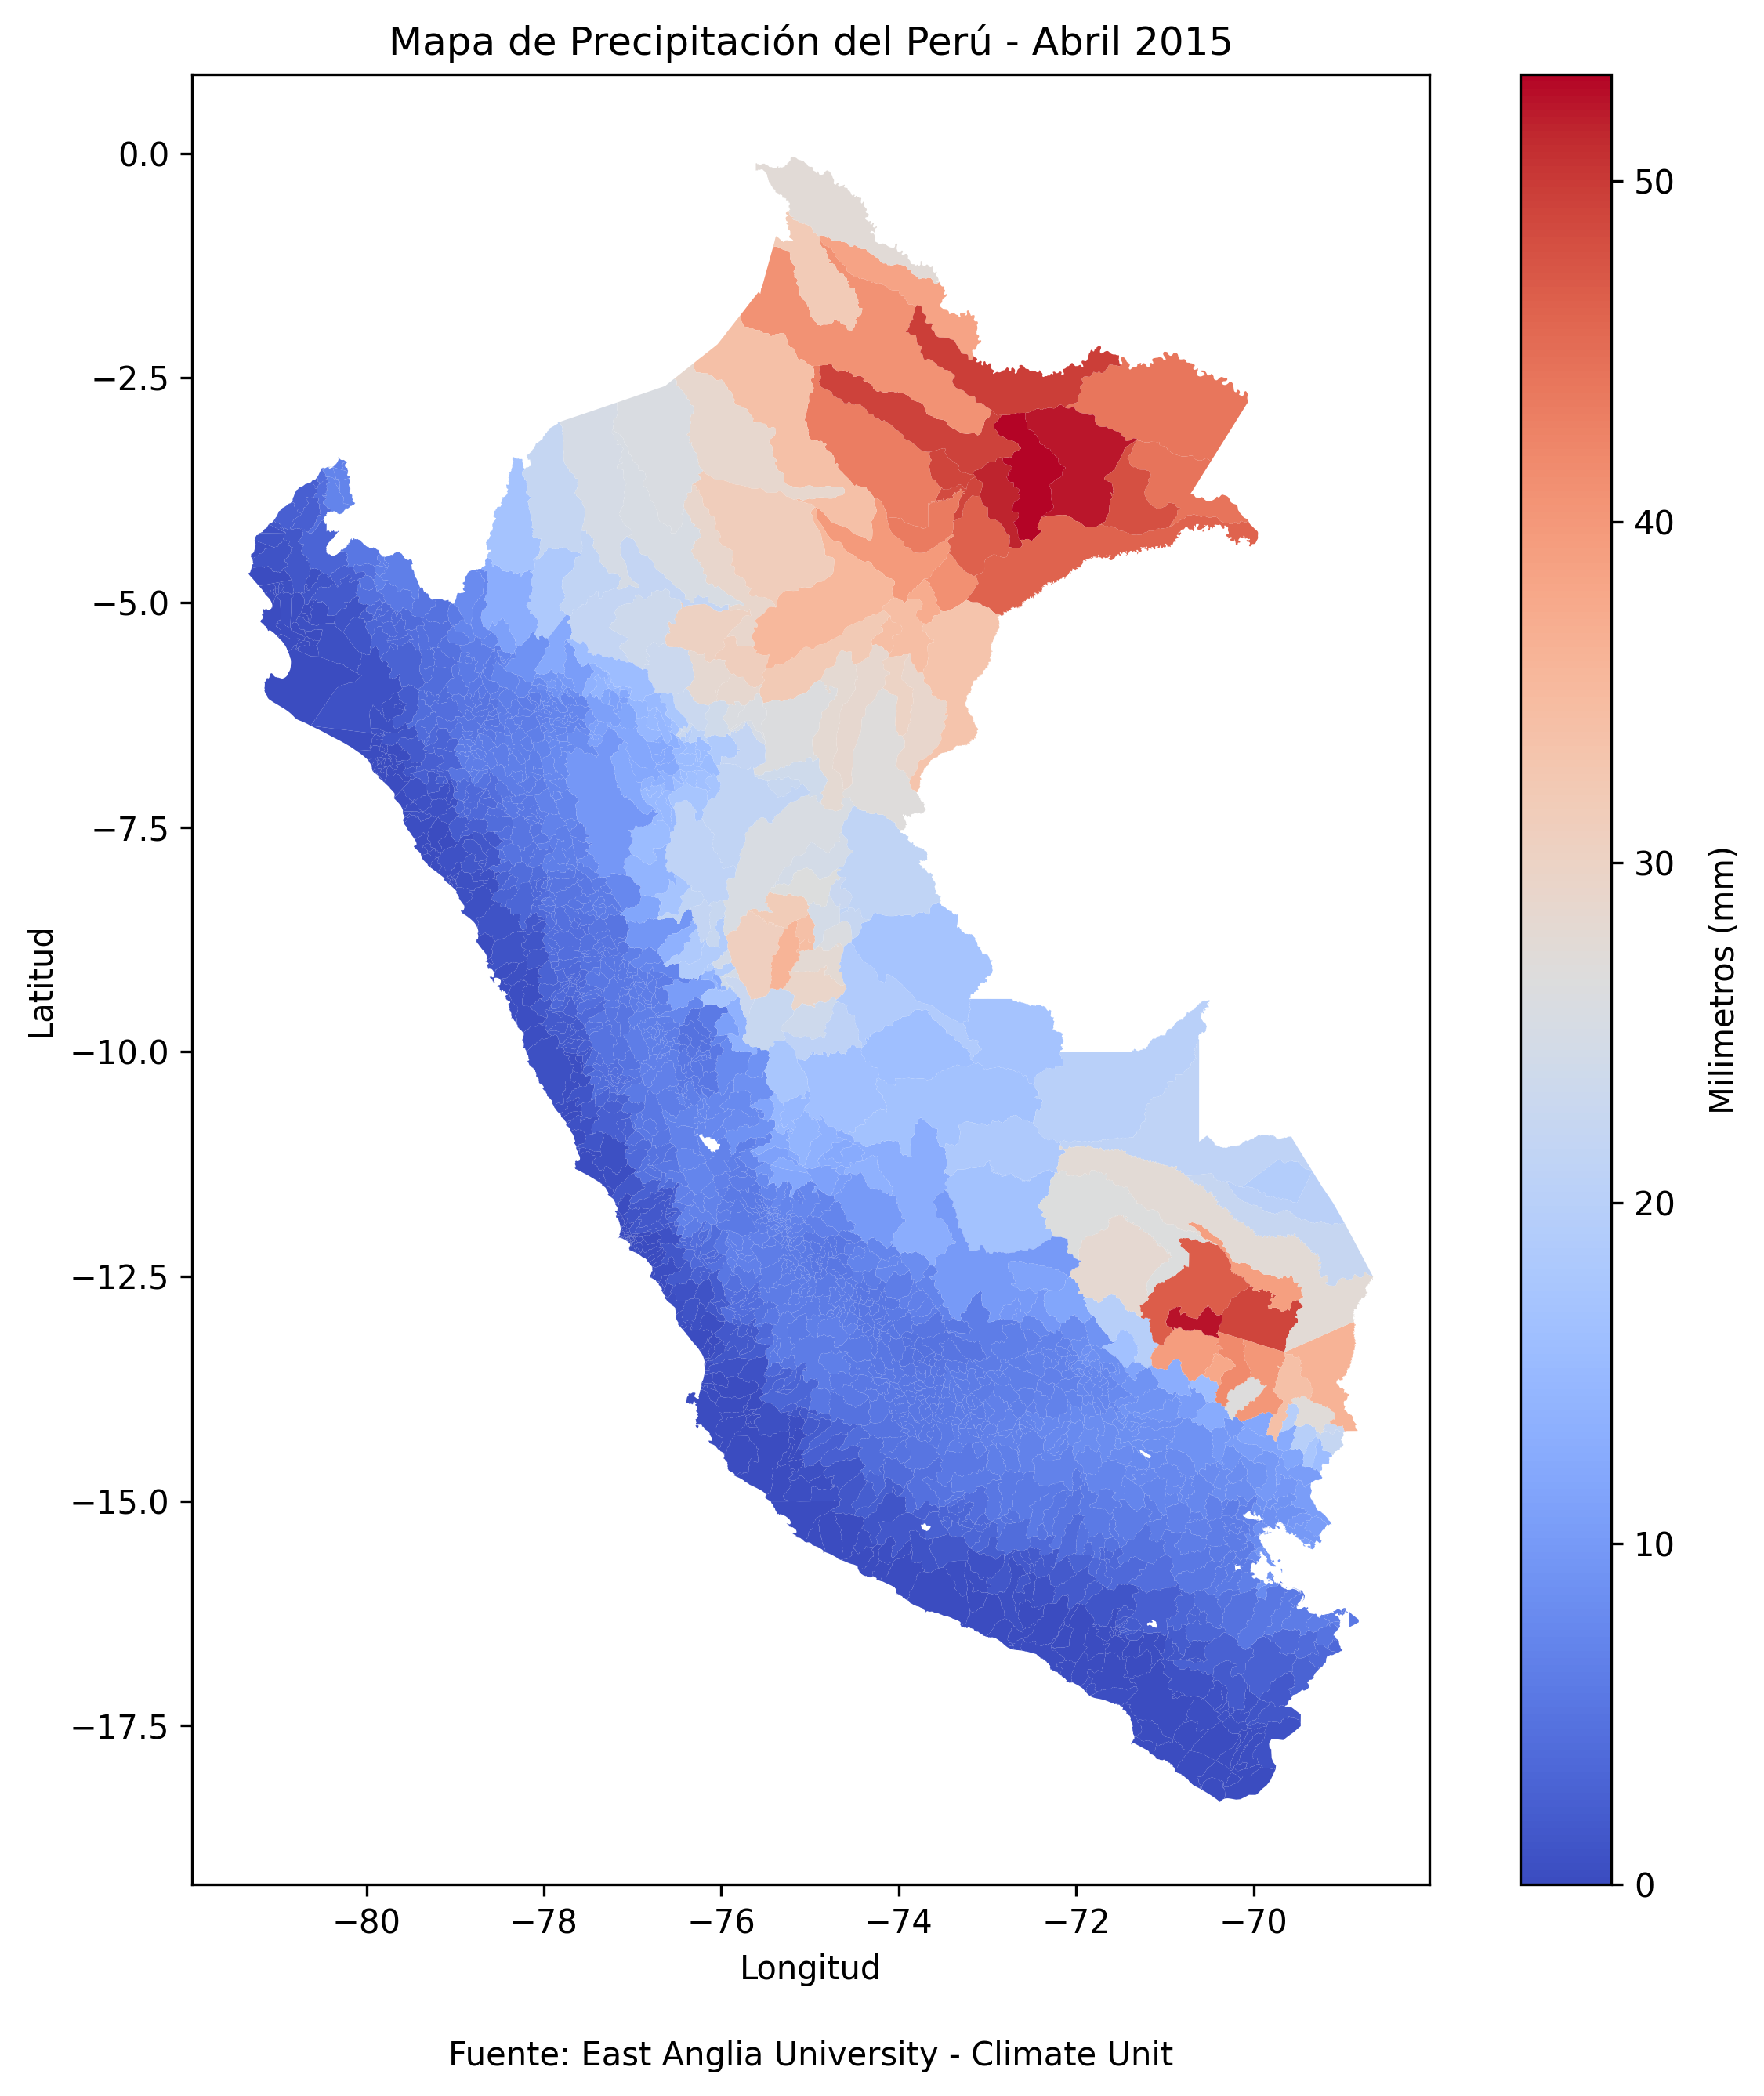 Mapa de Precipitación del Perú - Abril 2015
0.0
−2.5
−5.0
−7.5
−10.0
−12.5
−15.0
−17.5
Latitud
−80 −78 −76 −74 −72 −70
Longitud
50
40
30
20
10
0
Milimetros (mm)
Fuente: East Anglia University - Climate Unit